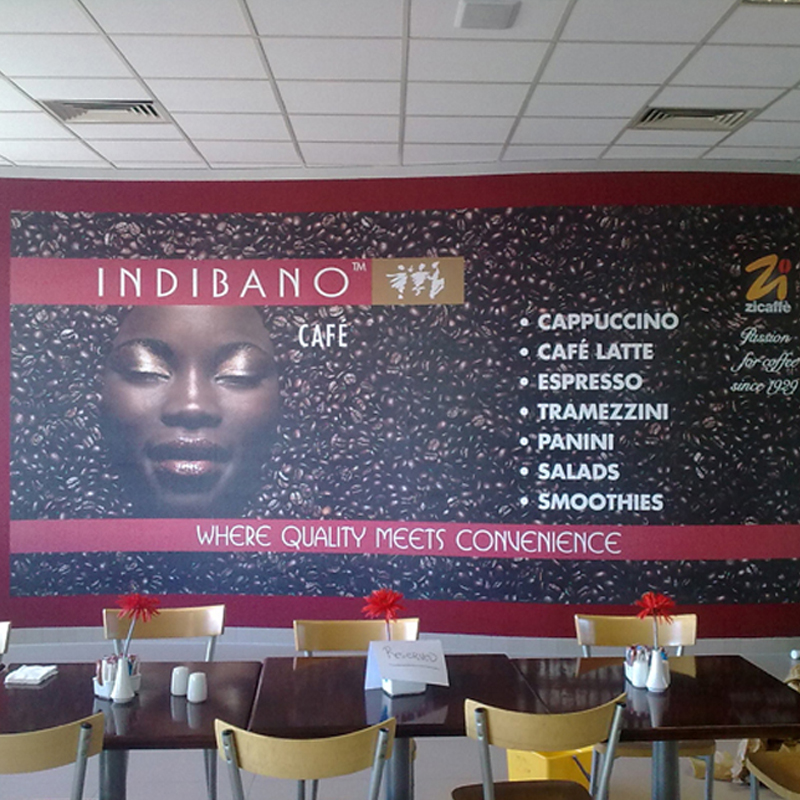 INDIBANO™
CAFÉ
• CAPPUCCINO
• CAFÉ LATTE
• ESPRESSO
• TRAMEZZINI
• PANINI
• SALADS
• SMOOTHIES
Zi
zicaffè
Passion
for coffee
since 1929
WHERE QUALITY MEETS CONVENIENCE
RESERVED